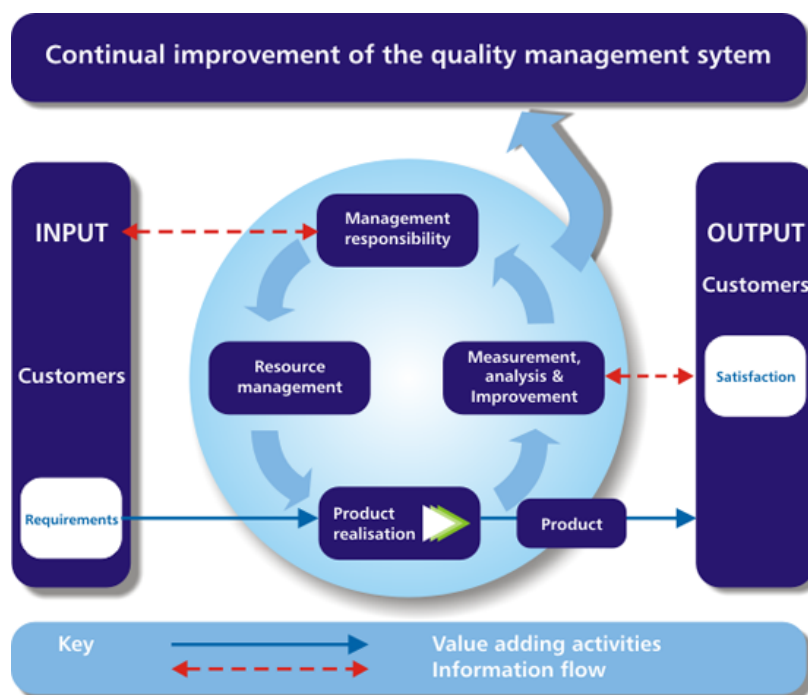 Continual improvement of the quality management sytem
INPUT
Customers
Requirements
Management
responsibility
Resource
management
Measurement,
analysis &
Improvement
Product
realisation
Product
OUTPUT
Customers
Satisfaction
Key
Value adding activities
Information flow